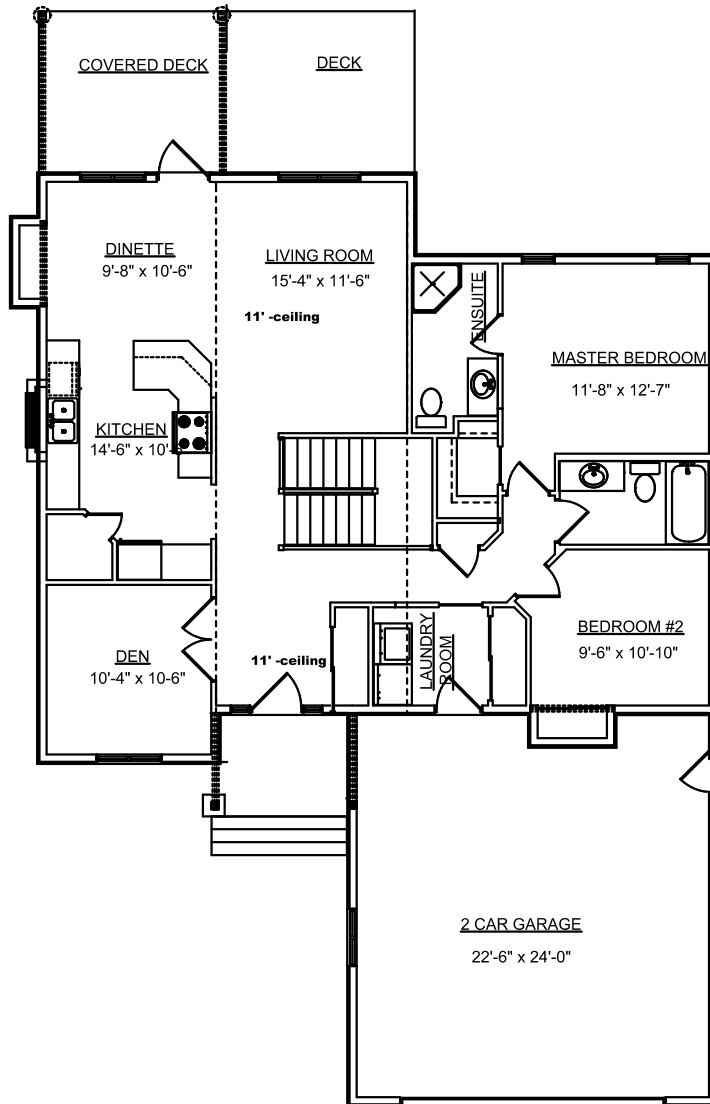 COVERED DECK
DECK
DINETTE
9'-8" x 10'-6"
LIVING ROOM
15'-4" x 11'-6"
11' -ceiling
ENSUITE
MASTER BEDROOM
11'-8" x 12'-7"
KITCHEN
14'-6" x 10'-
BEDROOM #2
9'-6" x 10'-10"
LAUNDRY
ROOM
DEN
10'-4" x 10'-6"
11' -ceiling
2 CAR GARAGE
22'-6" x 24'-0"